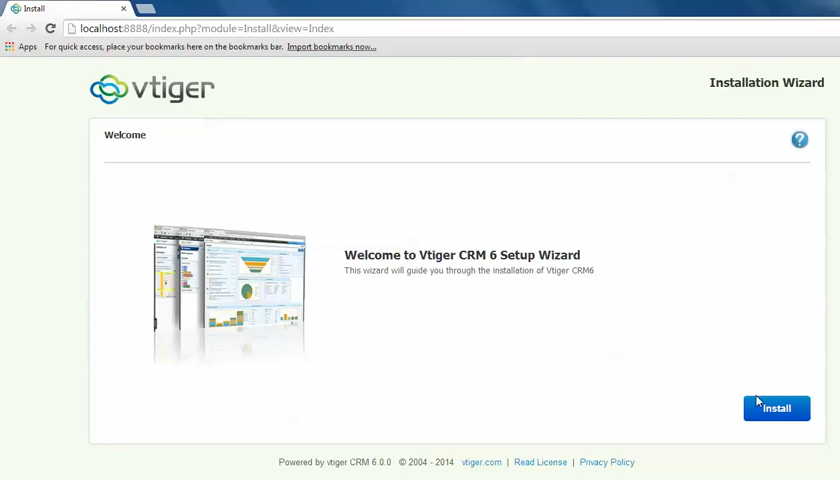 Install
localhost:8888/index.php?module=Install&view=Index
Apps For quick access, place your bookmarks here on the bookmarks bar. Import bookmarks now...
vtiger
Installation Wizard
Welcome
?
Welcome to Vtiger CRM 6 Setup Wizard
This wizard will guide you through the installation of Vtiger CRM6
Install
Powered by vtiger CRM 6.0.0 © 2004 - 2014 vtiger.com | Read License | Privacy Policy